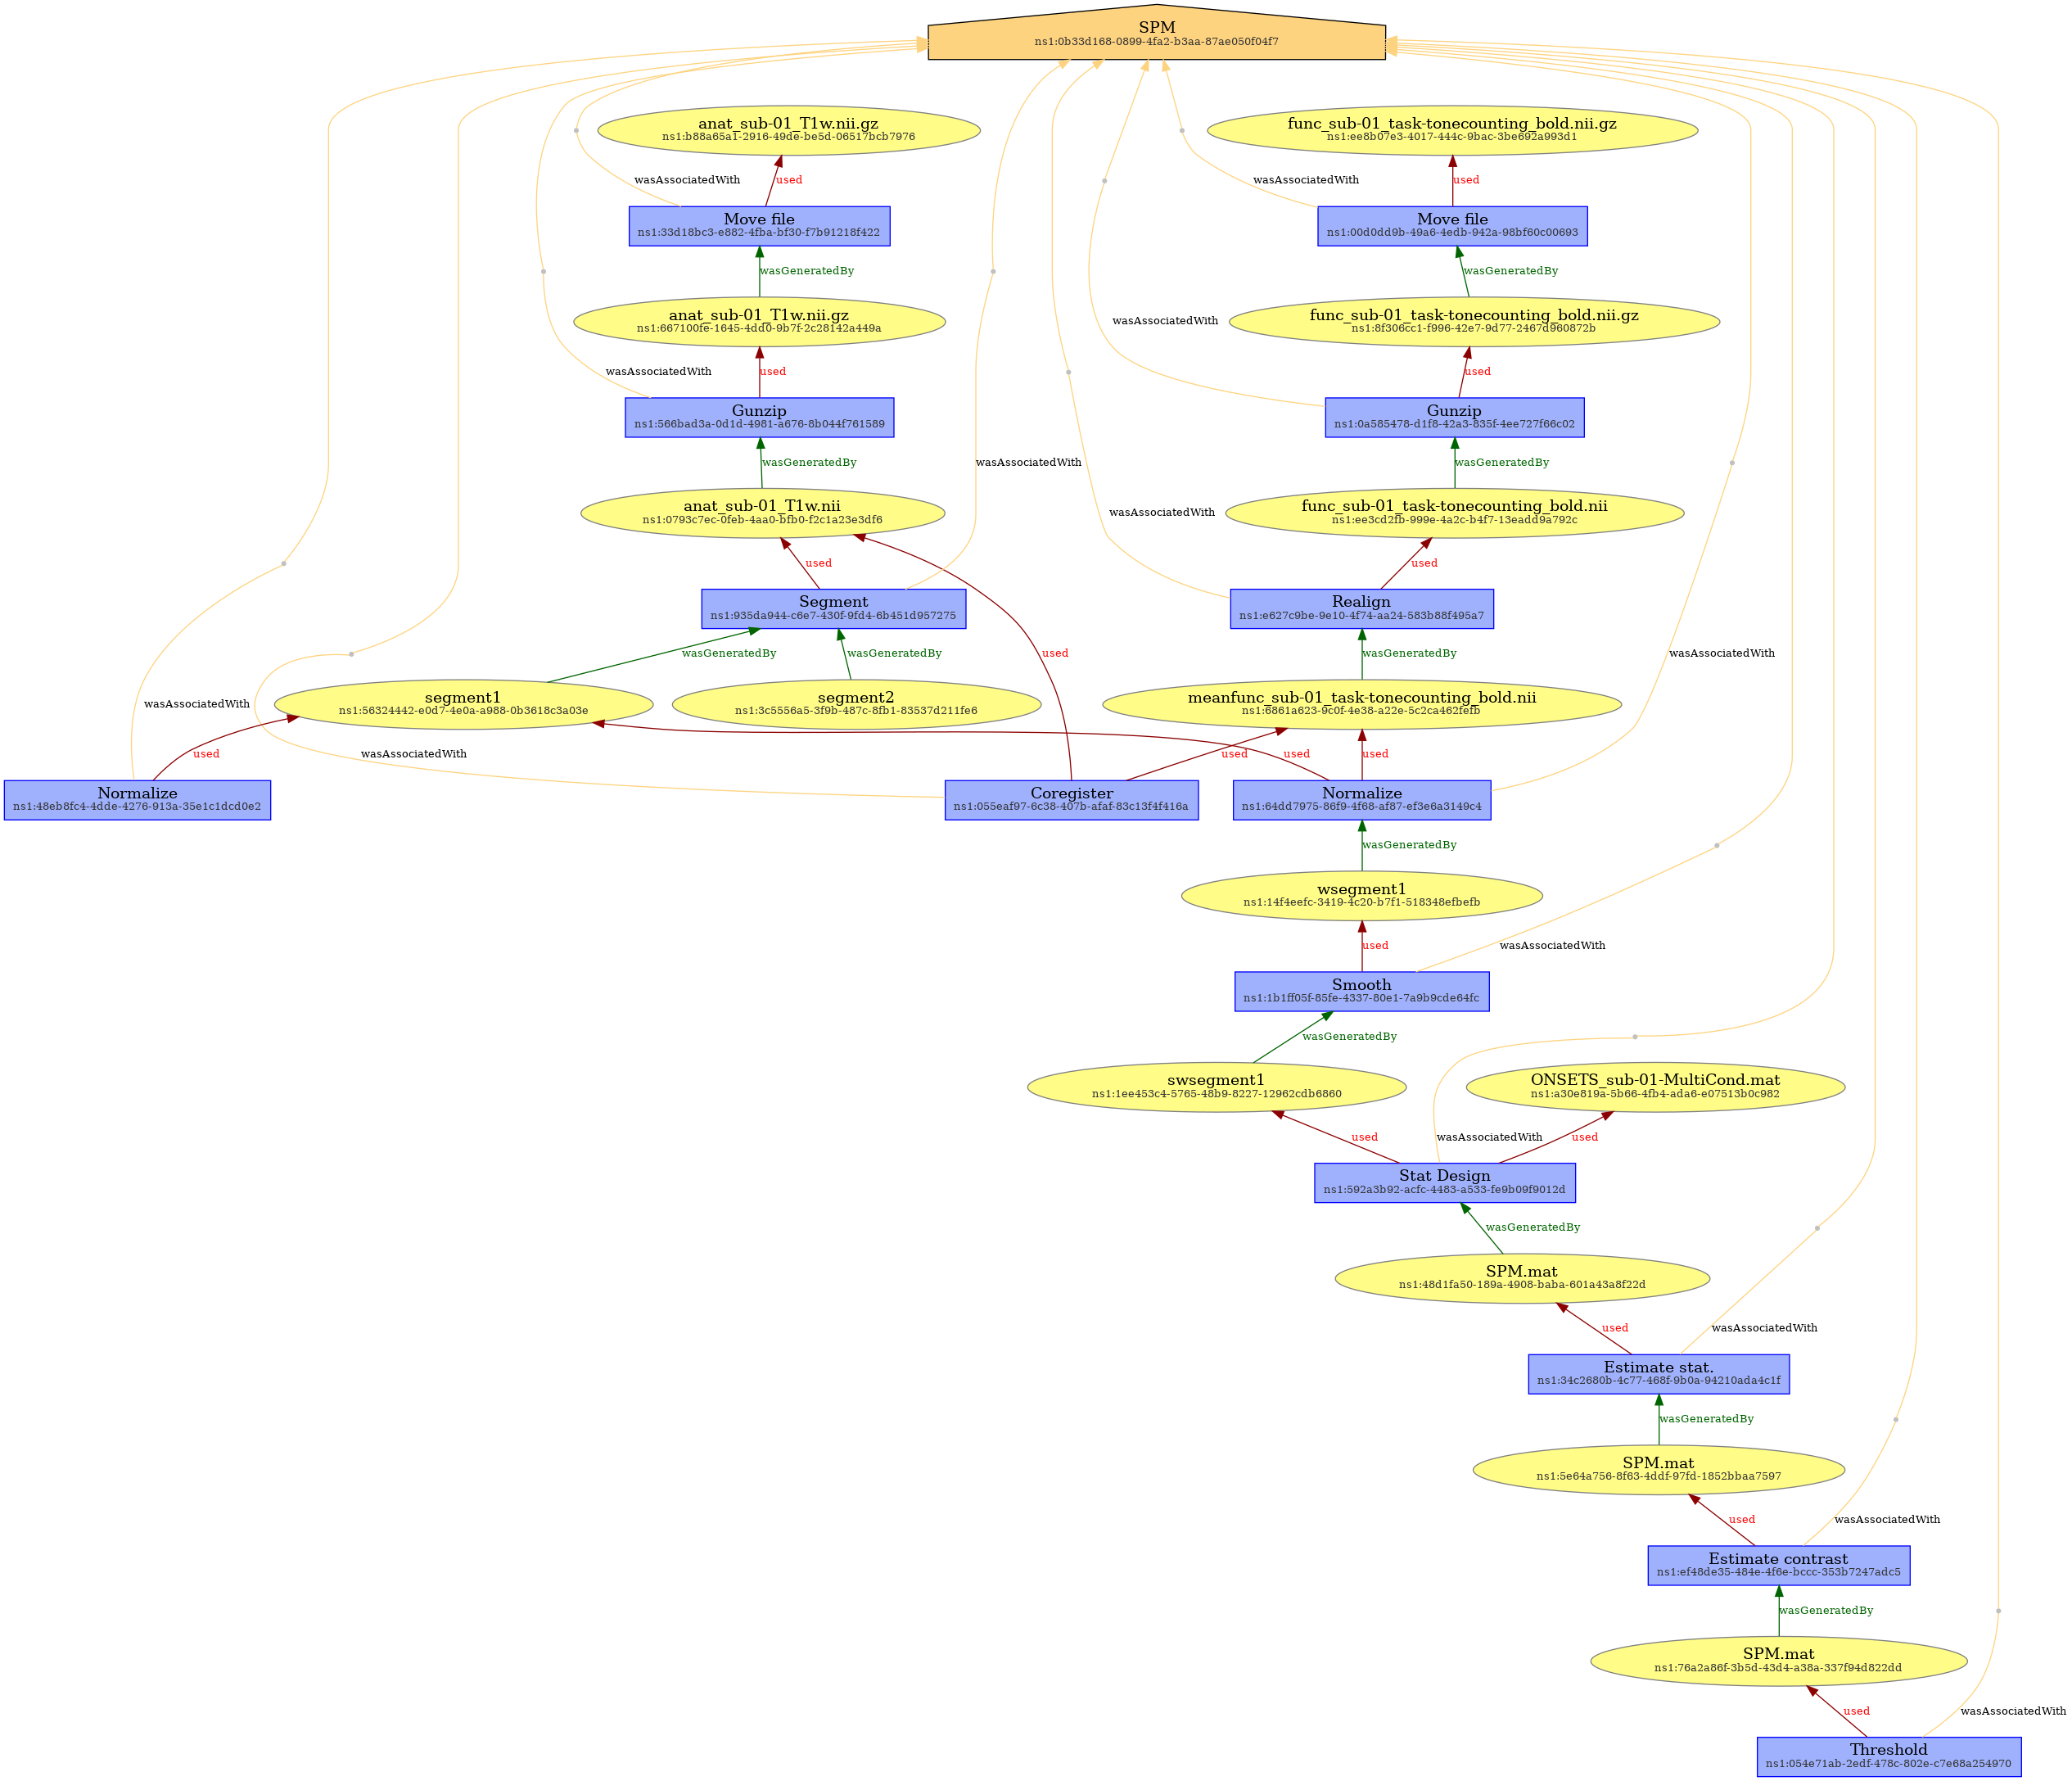 SPM
ns1:0b33d168-0899-4fa2-b3aa-87ae050f04f7
anat_sub-01_T1w.nii.gz
ns1:b88a65a1-2916-49de-be5d-06517bcb7976
func_sub-01_task-tonecounting_bold.nii.gz
ns1:ee8b07e3-4017-444c-9bac-3be692a993d1
wasAssociatedWith
used
wasAssociatedWith
used
Move file
ns1:33d18bc3-e882-4fba-bf30-f7b91218f422
Move file
ns1:00d0dd9b-49a6-4edb-942a-98bf60c00693
wasGeneratedBy
wasGeneratedBy
anat_sub-01_T1w.nii.gz
ns1:667100fe-1645-4dd0-9b7f-2c28142a449a
wasAssociatedWith
func_sub-01_task-tonecounting_bold.nii.gz
ns1:8f306cc1-f996-42e7-9d77-2467d960872b
wasAssociatedWith
used
used
Gunzip
ns1:566bad3a-0d1d-4981-a676-8b044f761589
Gunzip
ns1:0a585478-d1f8-42a3-835f-4ee727f66c02
wasGeneratedBy
wasAssociatedWith
wasGeneratedBy
anat_sub-01_T1w.nii
ns1:0793c7ec-0feb-4aa0-bfb0-f2c1a23e3df6
wasAssociatedWith
func_sub-01_task-tonecounting_bold.nii
ns1:ee3cd2fb-999e-4a2c-b4f7-13eadd9a792c
used
used
Segment
ns1:935da944-c6e7-430f-9fd4-6b451d957275
Realign
ns1:e627c9be-9e10-4f74-aa24-583b88f495a7
wasGeneratedBy
wasGeneratedBy
used
wasGeneratedBy
wasAssociatedWith
wasAssociatedWith
segment1
ns1:56324442-e0d7-4e0a-a988-0b3618c3a03e
segment2
ns1:3c5556a5-3f9b-487c-8fb1-83537d211fe6
meanfunc_sub-01_task-tonecounting_bold.nii
ns1:6861a623-9c0f-4e38-a22e-5c2ca462fefb
used
wasAssociatedWith
used
used
used
Normalize
ns1:48eb8fc4-4dde-4276-913a-35e1c1dcd0e2
Coregister
ns1:055eaf97-6c38-407b-afaf-83c13f4f416a
Normalize
ns1:64dd7975-86f9-4f68-af87-ef3e6a3149c4
wasGeneratedBy
wsegment1
ns1:14f4eefc-3419-4c20-b7f1-518348efbefb
used
wasAssociatedWith
Smooth
ns1:1b1ff05f-85fe-4337-80e1-7a9b9cde64fc
wasGeneratedBy
swsegment1
ns1:1ee453c4-5765-48b9-8227-12962cdb6860
ONSETS_sub-01-MultiCond.mat
ns1:a30e819a-5b66-4fb4-ada6-e07513b0c982
used
wasAssociatedWith
used
Stat Design
ns1:592a3b92-acfc-4483-a533-fe9b09f9012d
wasGeneratedBy
SPM.mat
ns1:48d1fa50-189a-4908-baba-601a43a8f22d
used
wasAssociatedWith
Estimate stat.
ns1:34c2680b-4c77-468f-9b0a-94210ada4c1f
wasGeneratedBy
SPM.mat
ns1:5e64a756-8f63-4ddf-97fd-1852bbaa7597
used
wasAssociatedWith
Estimate contrast
ns1:ef48de35-484e-4f6e-bccc-353b7247adc5
wasGeneratedBy
SPM.mat
ns1:76a2a86f-3b5d-43d4-a38a-337f94d822dd
used
wasAssociatedWith
Threshold
ns1:054e71ab-2edf-478c-802e-c7e68a254970